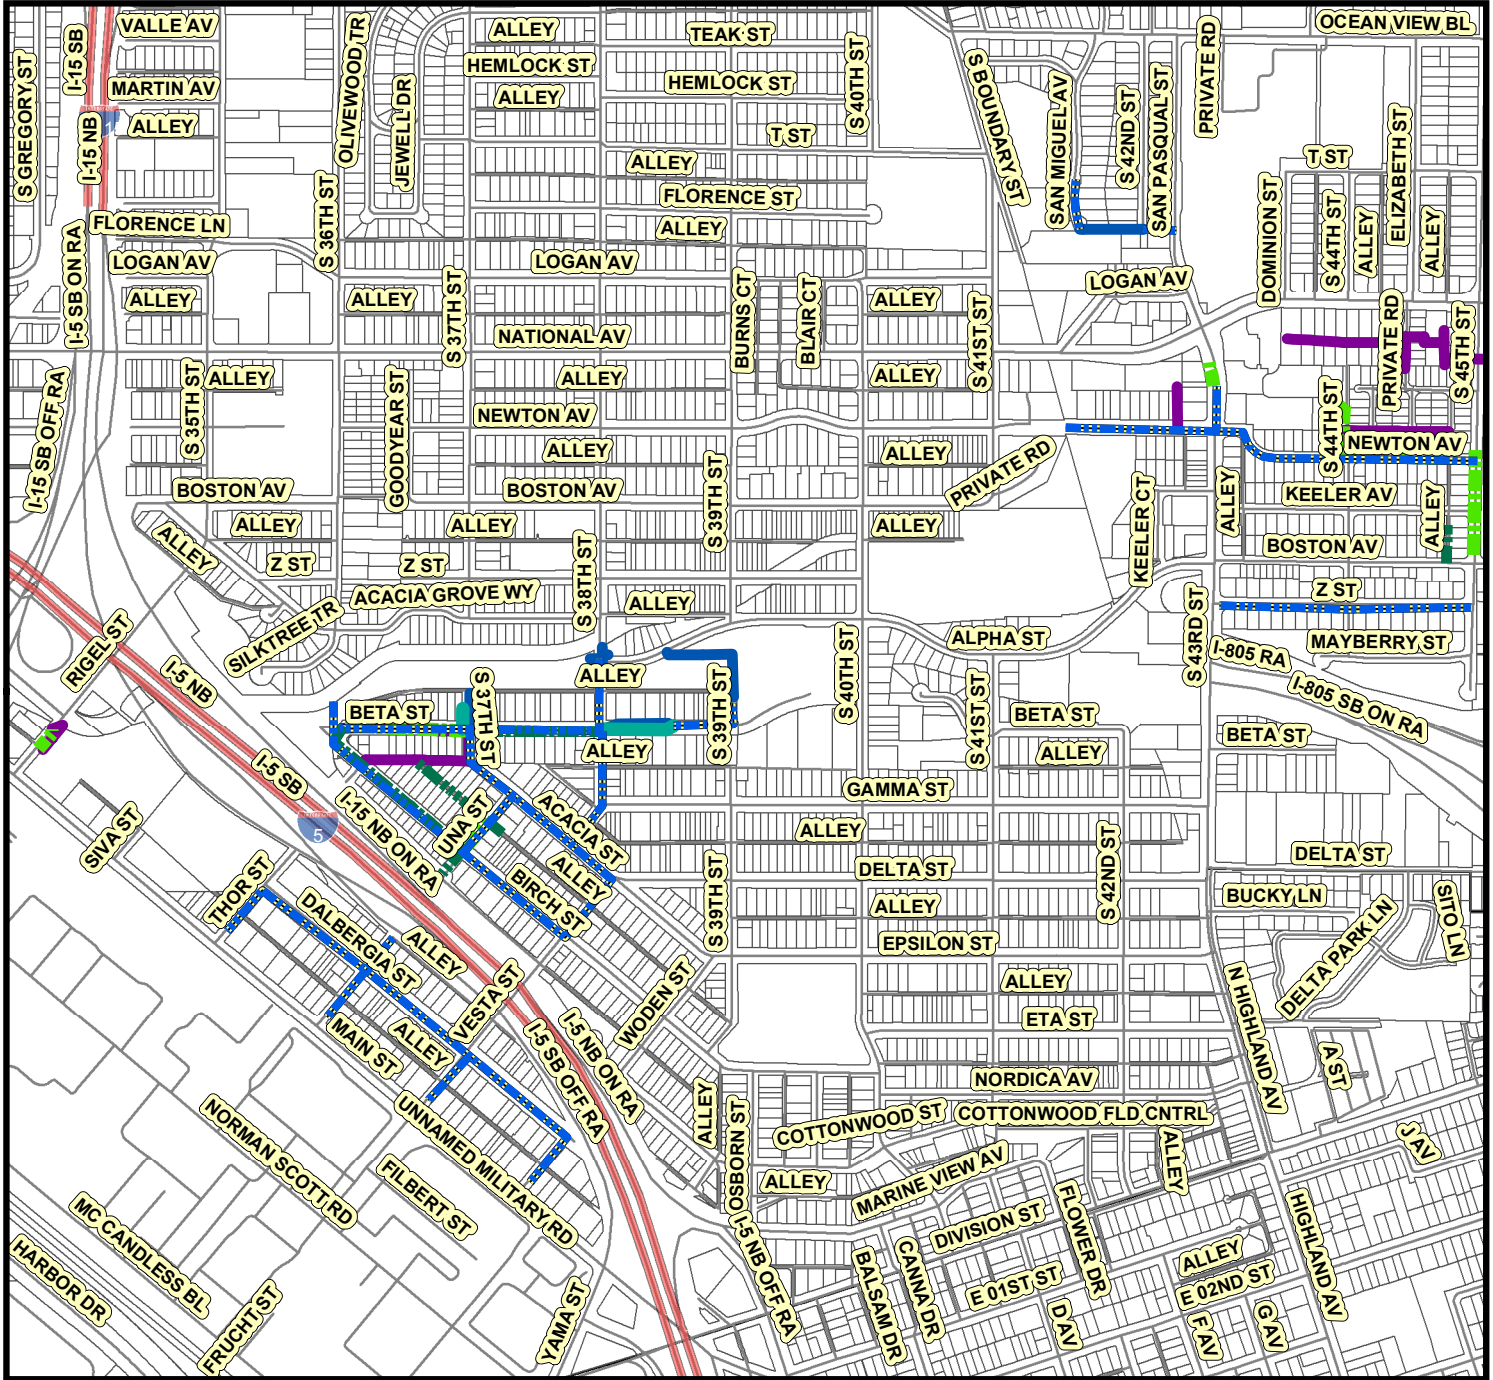 VALLE AV
ALLEY
TEAK ST
OCEAN VIEW BL
I-15 SB
OLIVEWOOD TR
S 40TH ST
PRIVATE RD
HEMLOCK ST
HEMLOCK ST
S GREGORY ST
MARTIN AV
JEWELL DR
ALLEY
S BOUNDARY ST
SAN MIGUEL AV
S 42ND ST
SAN PASQUAL ST
I-15 NB
ALLEY
T ST
ELIZABETH ST
ALLEY
T ST
S 36TH ST
FLORENCE ST
DOMINION ST
S 44TH ST
ALLEY
ALLEY
FLORENCE LN
ALLEY
I-5 SB ON RA
LOGAN AV
LOGAN AV
LOGAN AV
ALLEY
ALLEY
S 37TH ST
BURNS CT
BLAIR CT
ALLEY
S 41ST ST
PRIVATE RD
S 45TH ST
NATIONAL AV
I-15 SB OFF RA
S 35TH ST
ALLEY
GOODYEAR ST
ALLEY
ALLEY
NEWTON AV
S 44TH ST
NEWTON AV
ALLEY
ALLEY
PRIVATE RD
BOSTON AV
BOSTON AV
S 39TH ST
KEELER CT
ALLEY
KEELER AV
ALLEY
ALLEY
ALLEY
ALLEY
ALLEY
BOSTON AV
Z ST
Z ST
S 38TH ST
Z ST
ACACIA GROVE WY
ALLEY
SILKTREE TR
RIGEL ST
ALPHA ST
S 43RD ST
MAYBERRY ST
I-805 RA
I-5 NB
ALLEY
S 37TH ST
S 39TH ST
S 40TH ST
S 41ST ST
I-805 SB ON RA
BETA ST
BETA ST
BETA ST
ALLEY
ALLEY
I-5 SB
GAMMA ST
I-15 NB ON RA
UNA ST
ACACIA ST
5
SIVA ST
ALLEY
S 42ND ST
DELTA ST
DELTA ST
THOR ST
ALLEY
BIRCH ST
S 39TH ST
ALLEY
BUCKY LN
SITO LN
DALBERGIA ST
ALLEY
EPSILON ST
DELTA PARK LN
VESTA ST
WODEN ST
ALLEY
N HIGHLAND AV
MAIN ST
ALLEY
I-5 SB OFF RA
I-5 NB ON RA
ETA ST
A ST
NORDICA AV
UNNAMED MILITARY RD
ALLEY
OSBORN ST
COTTONWOOD ST
COTTONWOOD FLD CNTRL
NORMAN SCOTT RD
FILBERT ST
ALLEY
MARINE VIEW AV
ALLEY
J AV
MC CANDLESS BL
FLOWER DR
HIGHLAND AV
DIVISION ST
I-5 NB OFF RA
HARBOR DR
BALSAM DR
CANNA DR
ALLEY
E 01ST ST
E 02ND ST
FRUCHT ST
YAMA ST
D AV
F AV
G AV